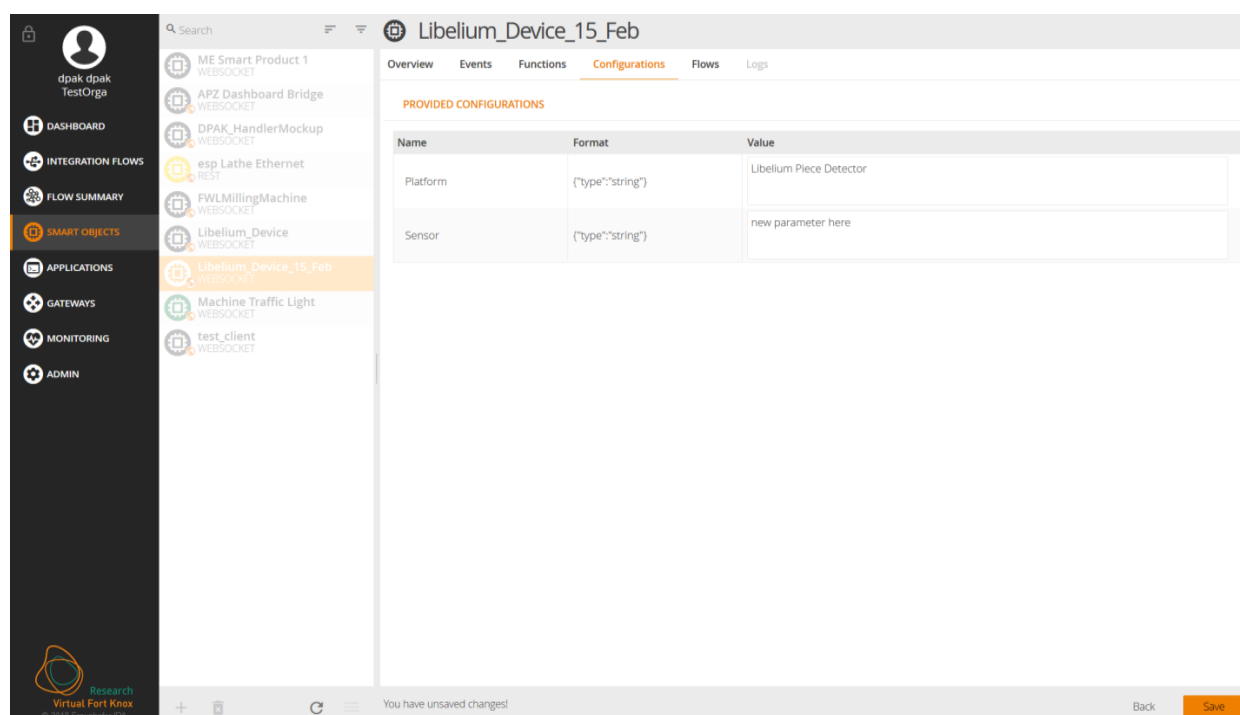 dpak dpak
TestOrga
DASHBOARD
INTEGRATION FLOWS
FLOW SUMMARY
SMART OBJECTS
APPLICATIONS
GATEWAYS
MONITORING
ADMIN
Research
Virtual Fort Knox
Search
ME Smart Product 1
WEBSOCKET
APZ Dashboard Bridge
WEBSOCKET
DPAK_HandlerMockup
WEBSOCKET
esp Lathe Ethernet
REST
FWLMillingMachine
WEBSOCKET
Libelium_Device
WEBSOCKET
Libelium_Device_15_Feb
WEBSOCKET
Machine Traffic Light
WEBSOCKET
test_client
WEBSOCKET
Libelium_Device_15_Feb
Overview Events Functions Configurations Flows Logs
PROVIDED CONFIGURATIONS
Name Format Value
Platform {"type":"string"} Libelium Piece Detector
Sensor {"type":"string"} new parameter here
You have unsaved changes! Back Save